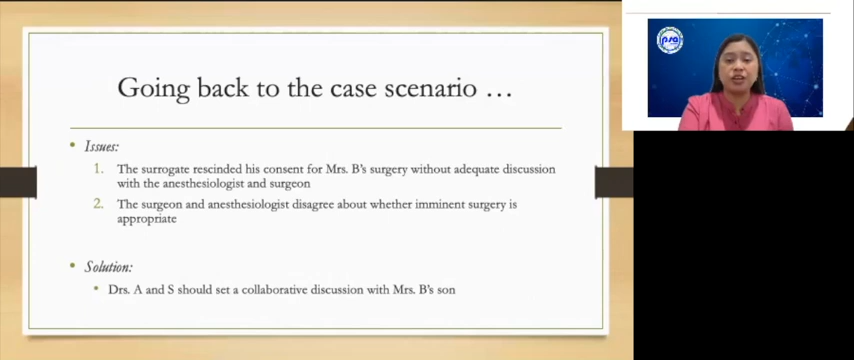 Going back to the case scenario …
• Issues:
1. The surrogate rescinded his consent for Mrs. B's surgery without adequate discussion
with the anesthesiologist and surgeon
2. The surgeon and anesthesiologist disagree about whether imminent surgery is
appropriate
• Solution:
• Drs. A and S should set a collaborative discussion with Mrs. B's son
psa